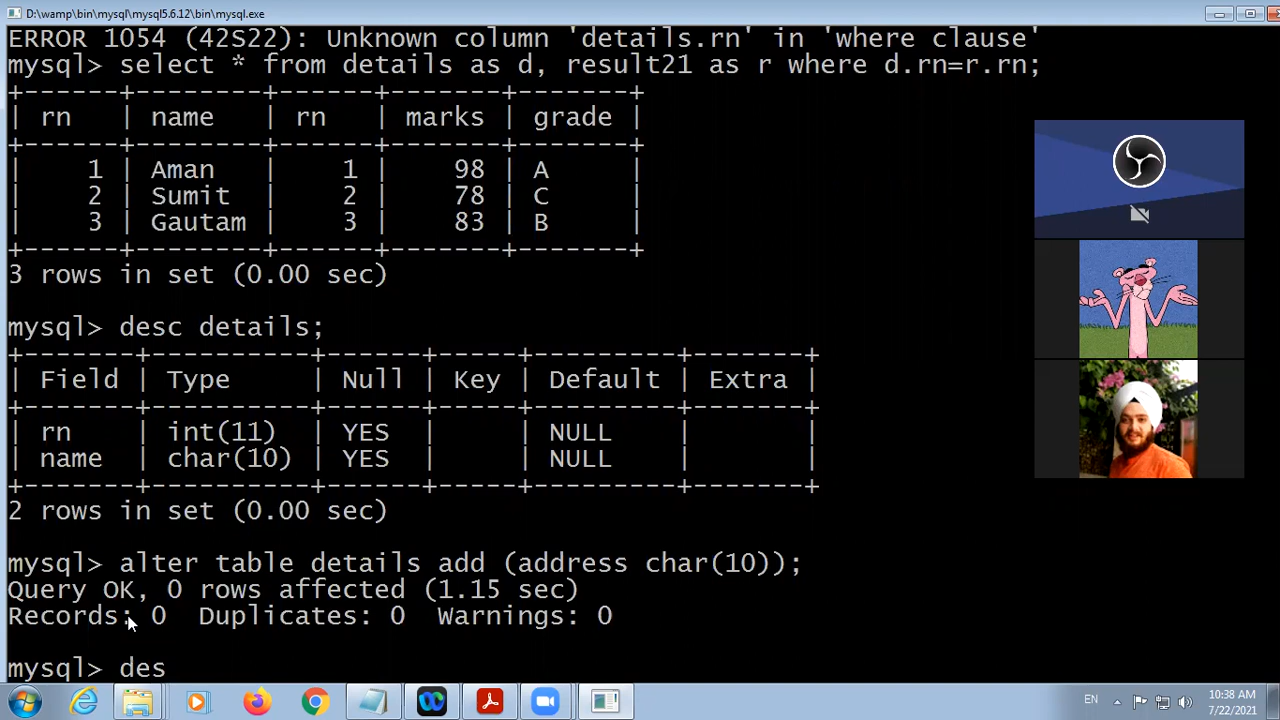 D:\wamp\bin\mysql\mysql5.6.12\bin\mysql.exe
ERROR 1054 (42S22): Unknown column 'details.rn' in 'where clause'
mysql> select * from details as d, result21 as r where d.rn=r.rn;
+------+--------+------+-------+-------+
| rn   | name   | rn   | marks | grade |
+------+--------+------+-------+-------+
|    1 | Aman   |    1 |    98 | A     |
|    2 | Sumit  |    2 |    78 | C     |
|    3 | Gautam |    3 |    83 | B     |
+------+--------+------+-------+-------+
3 rows in set (0.00 sec)
mysql> desc details;
+-------+----------+------+-----+---------+-------+
| Field | Type     | Null | Key | Default | Extra |
+-------+----------+------+-----+---------+-------+
| rn    | int(11)  | YES  |     | NULL    |       |
| name  | char(10) | YES  |     | NULL    |       |
+-------+----------+------+-----+---------+-------+
2 rows in set (0.00 sec)
mysql> alter table details add (address char(10));
Query OK, 0 rows affected (1.15 sec)
Records: 0  Duplicates: 0  Warnings: 0
mysql> des
EN
10:38 AM
7/22/2021